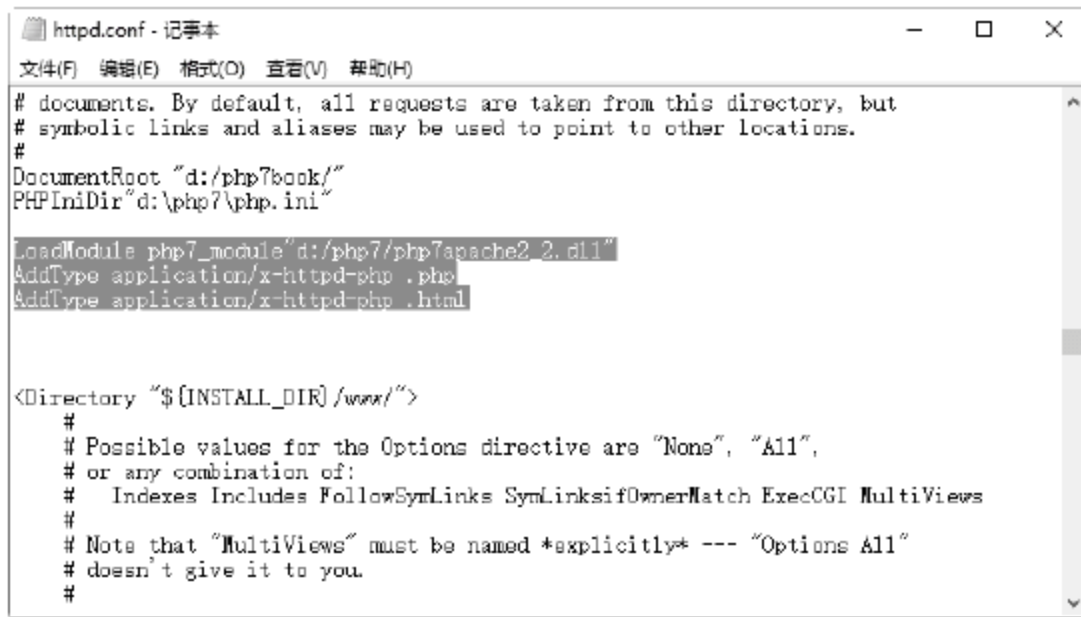 httpd.conf - 记事本
文件(F) 编辑(E) 格式(O) 查看(V) 帮助(H)
# documents. By default, all requests are taken from this directory, but
# symbolic links and aliases may be used to point to other locations.
#
DocumentRoot "d:/php7book/"
PHPIniDir"d:\php7\php.ini"
LoadModule php7_module"d:/php7/php7apache2_2.dll"
AddType application/x-httpd-php .php
AddType application/x-httpd-php .html
<Directory "${INSTALL_DIR}/www/">
#
# Possible values for the Options directive are "None", "All",
# or any combination of:
#   Indexes Includes FollowSymLinks SymLinksifOwnerMatch ExecCGI MultiViews
#
# Note that "MultiViews" must be named *explicitly* --- "Options All"
# doesn't give it to you.
#